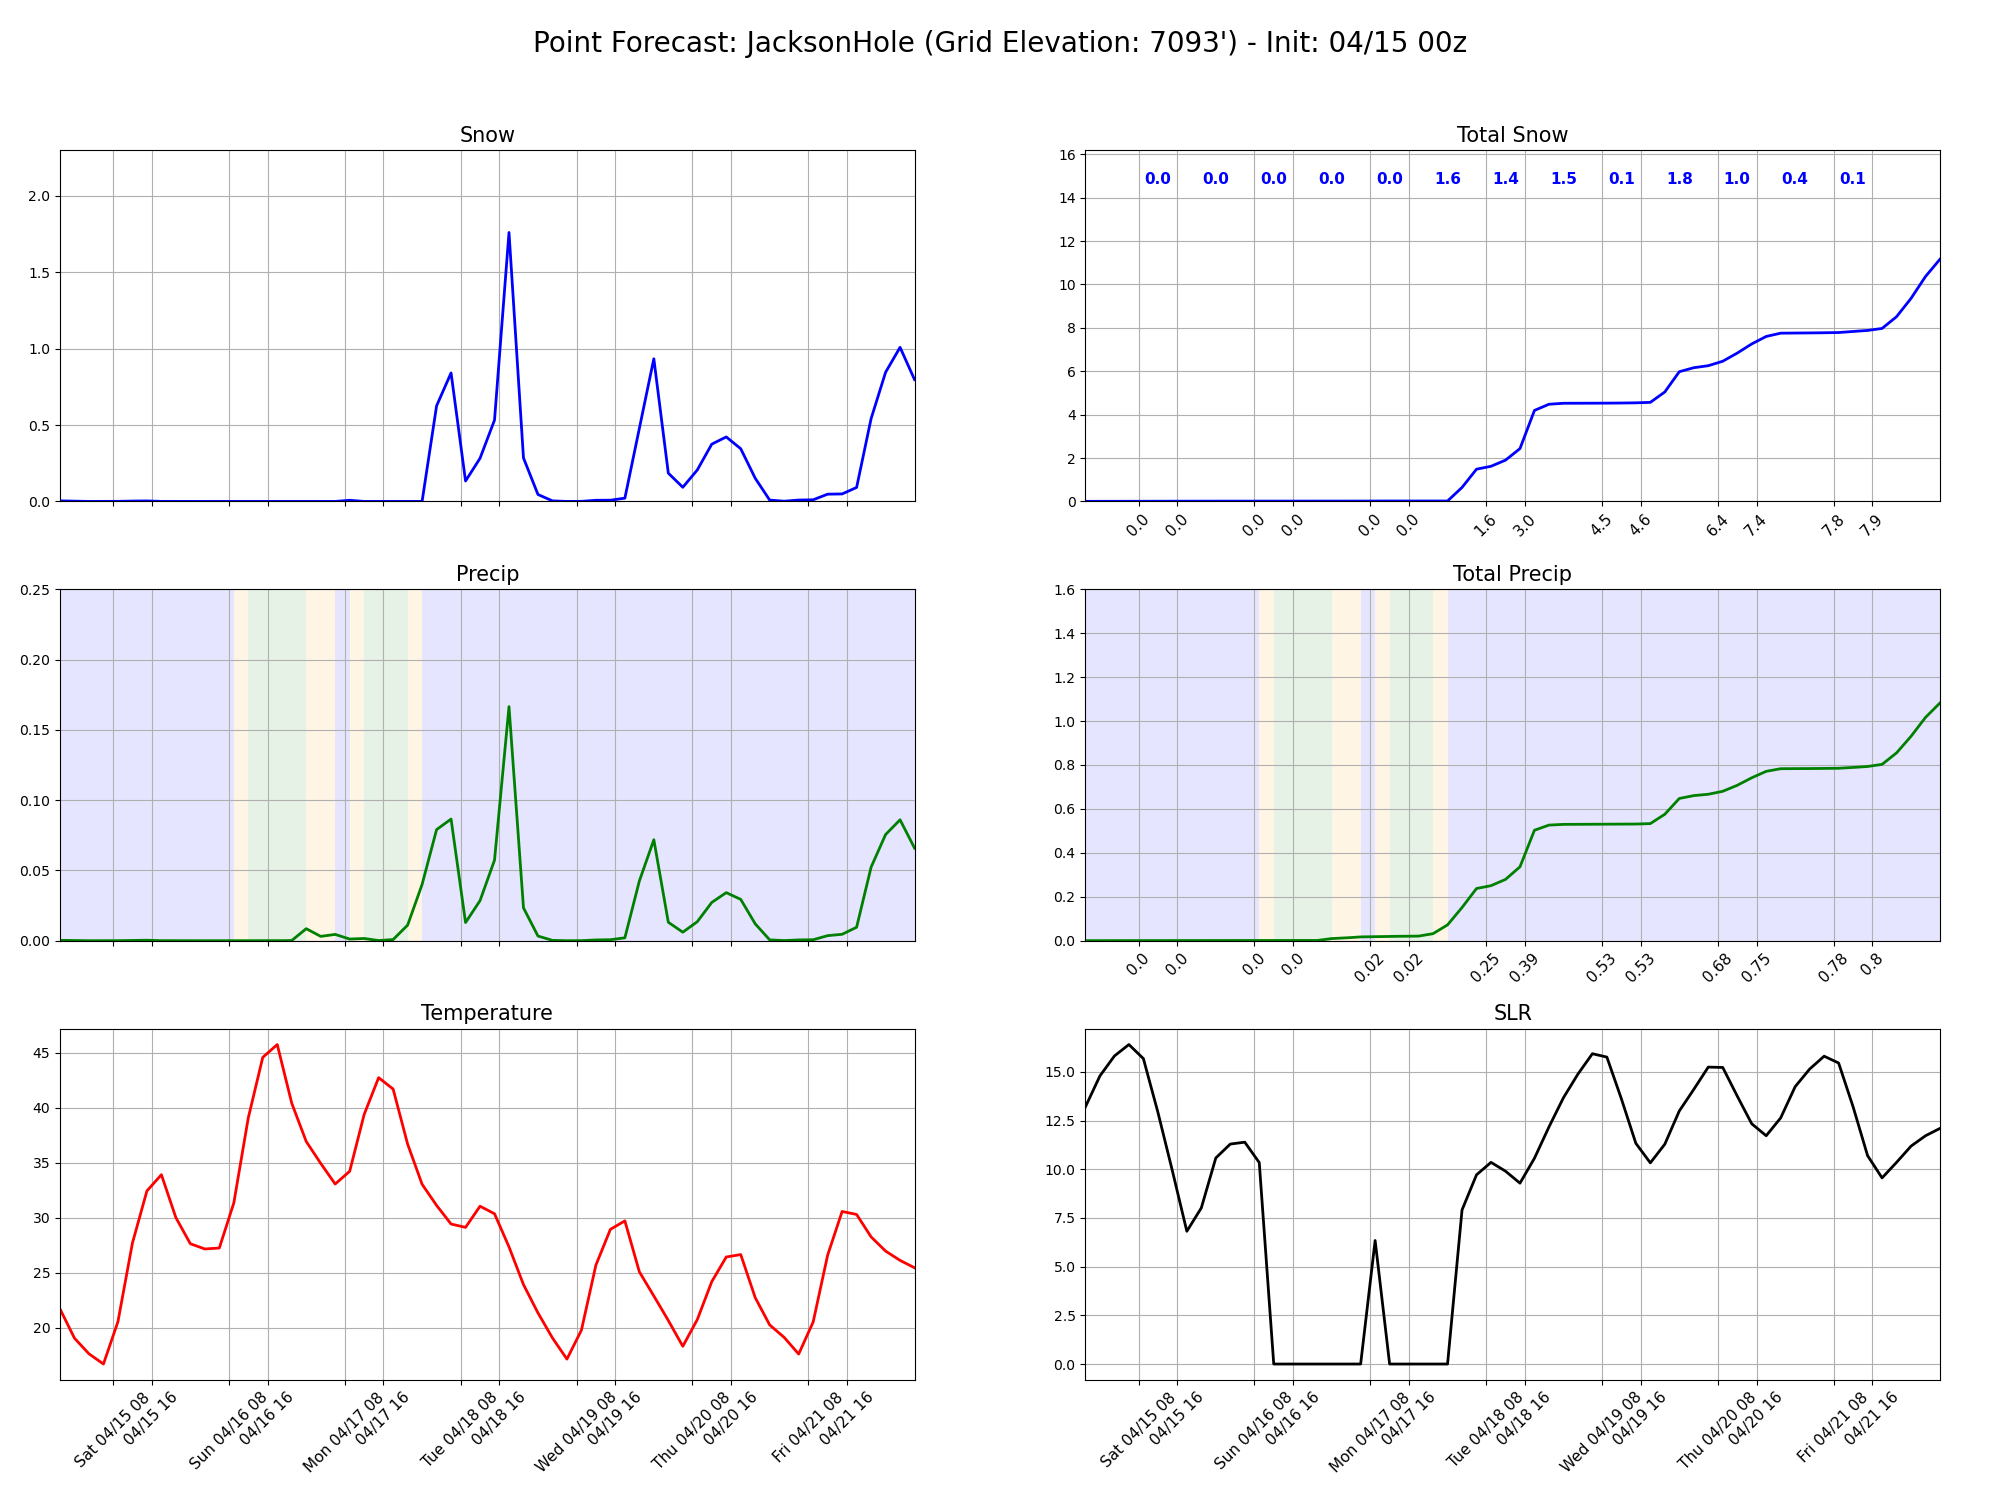 Point Forecast: JacksonHole (Grid Elevation: 7093') - Init: 04/15 00z
Snow
2.0
1.5
1.0
0.5
0.0
Total Snow
16
14
12
10
8
6
4
2
0
0.0 0.0 0.0 0.0 0.0 1.6 1.4 1.5 0.1 1.8 1.0 0.4 0.1
0.0 0.0 0.0 0.0 0.0 0.0 1.6 3.0 4.5 4.6 6.4 7.4 7.8 7.9
Precip
0.25
0.20
0.15
0.10
0.05
0.00
Total Precip
1.6
1.4
1.2
1.0
0.8
0.6
0.4
0.2
0.0
0.0 0.0 0.0 0.0 0.02 0.02 0.25 0.39 0.53 0.53 0.68 0.75 0.78 0.8
Temperature
45
40
35
30
25
20
Sat 04/15 08
04/15 16
Sun 04/16 08
04/16 16
Mon 04/17 08
04/17 16
Tue 04/18 08
04/18 16
Wed 04/19 08
04/19 16
Thu 04/20 08
04/20 16
Fri 04/21 08
04/21 16
SLR
15.0
12.5
10.0
7.5
5.0
2.5
0.0
Sat 04/15 08
04/15 16
Sun 04/16 08
04/16 16
Mon 04/17 08
04/17 16
Tue 04/18 08
04/18 16
Wed 04/19 08
04/19 16
Thu 04/20 08
04/20 16
Fri 04/21 08
04/21 16